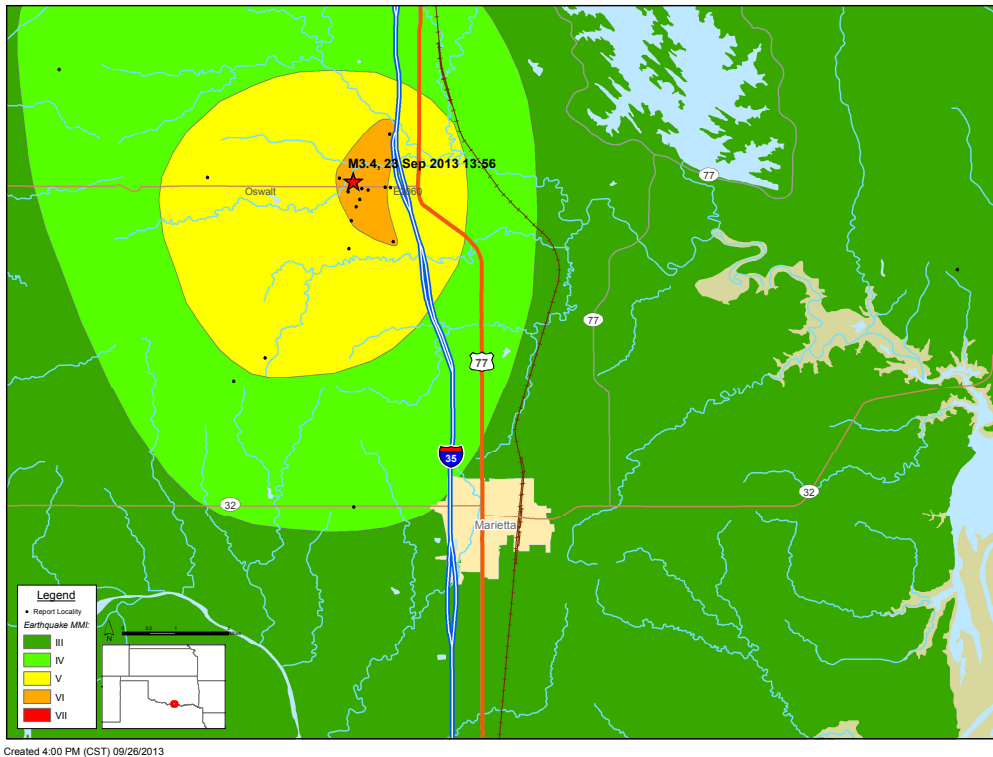 77
M3.4, 23 Sep 2013 13:56
Oswalt
77
77
35
32
32
Marietta
Legend
Report Locality
Earthquake MMI:
N
III
IV
V
VI
VII
Created 4:00 PM (CST) 09/26/2013